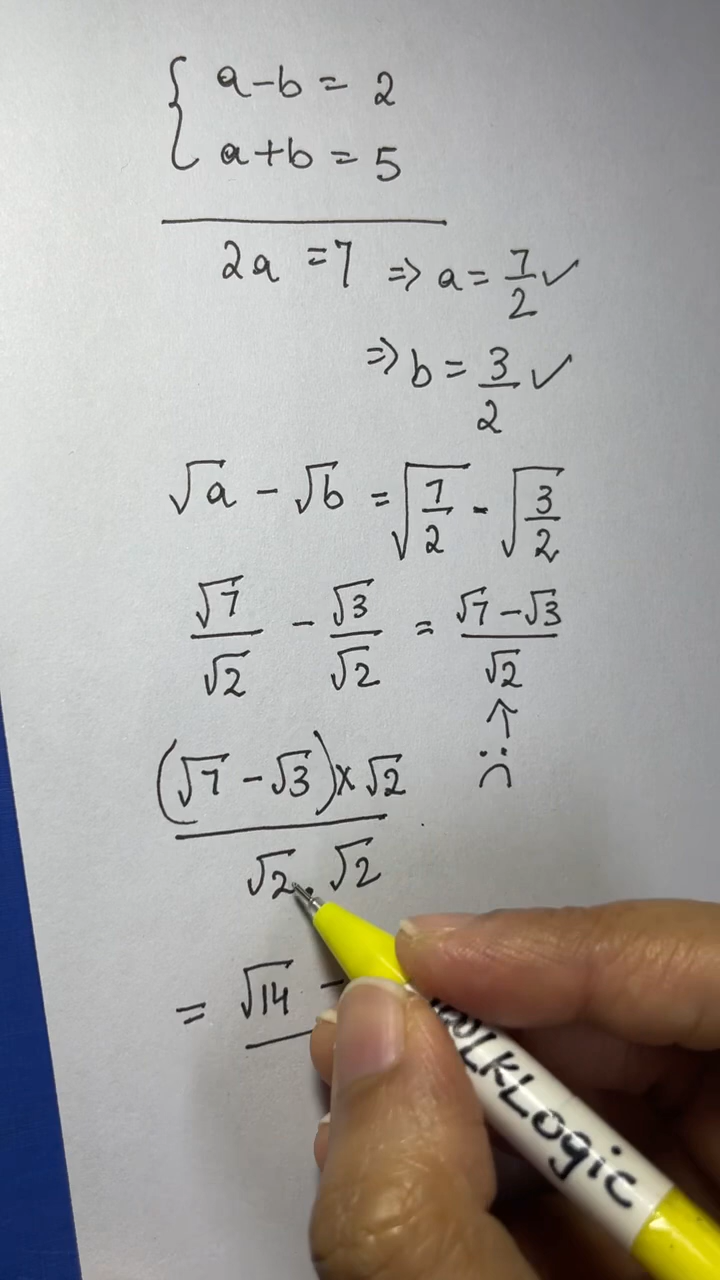 a-b = 2
a+b = 5
2a = 7 ⇒ a = 7/2 ✓
⇒ b = 3/2 ✓
√a - √b = √(7/2) - √(3/2)
√7/√2 - √3/√2 = (√7 - √3)/√2
↑
(√7 - √3) × √2 / √2 . √2
= √14 -
@LKLogic